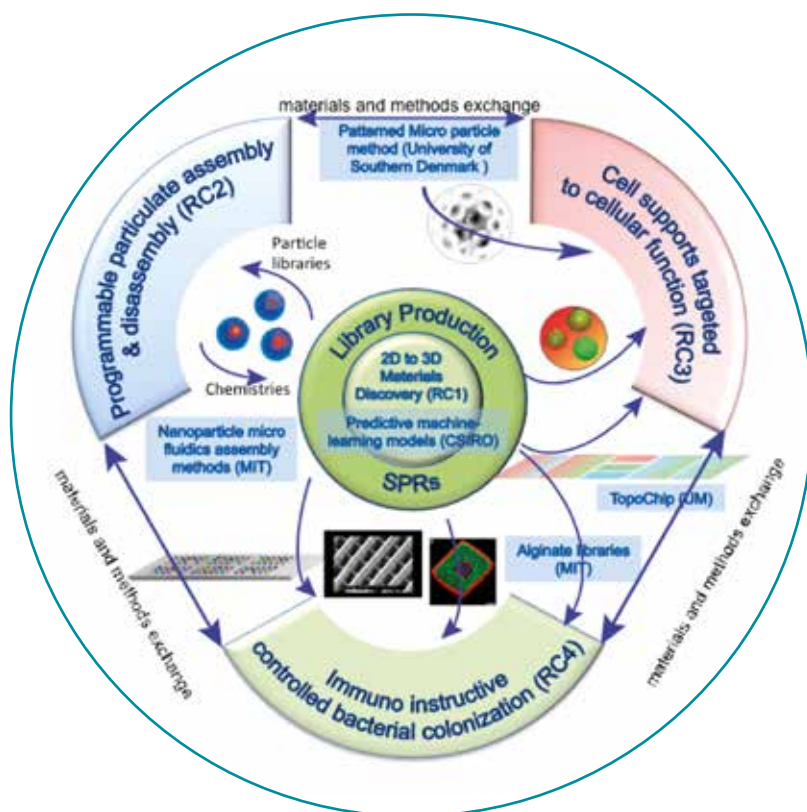 materials and methods exchange
Patterned Micro particle
method (University of
Southern Denmark )
Programmable particulate assembly
& disassembly (RC2)
Cell supports targeted
to cellular function (RC3)
Particle
libraries
Chemistries
Library Production
2D to 3D
Materials
Discovery (RC1)
Predictive machine-
learning models (CSIRO)
SPRs
Nanoparticle micro
fluidics assembly
methods (MIT)
TopoChip (UM)
Alginate libraries
(MIT)
materials and methods exchange
materials and methods exchange
Immuno instructive
controlled bacterial colonization (RC4)